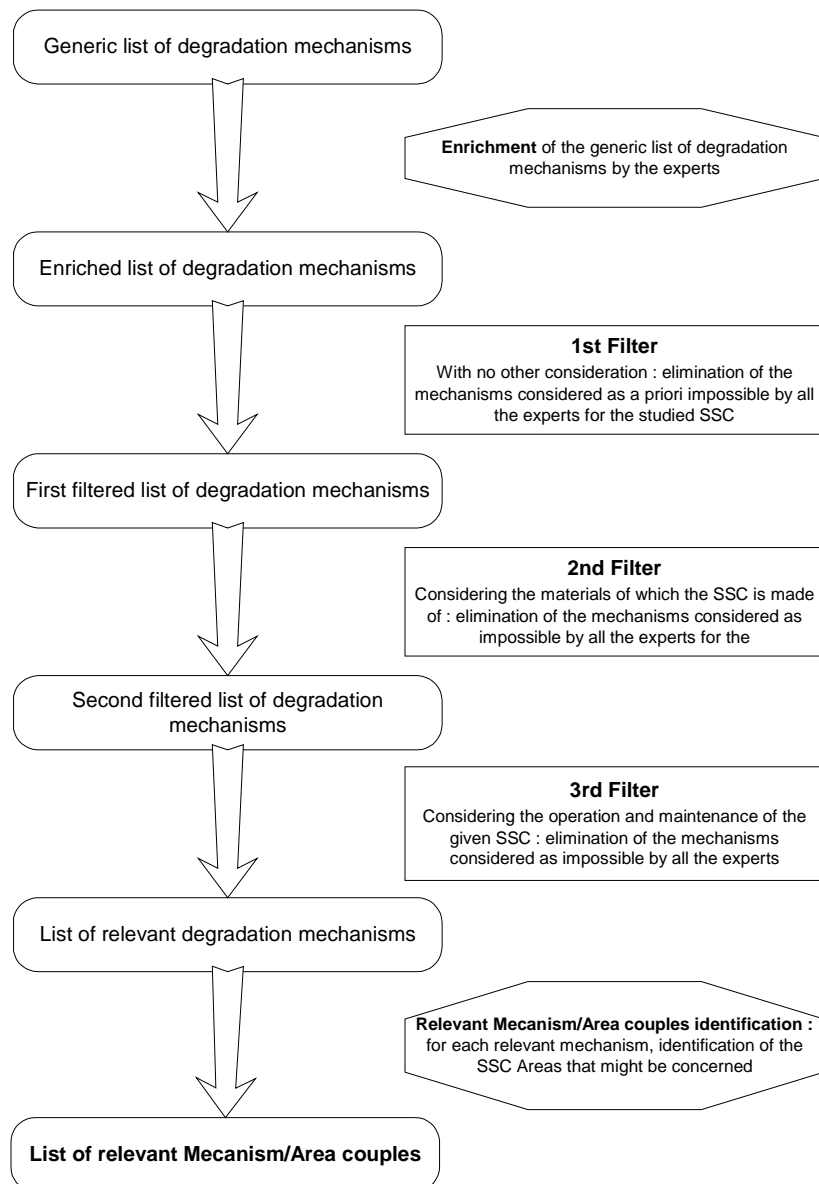 Generic list of degradation mechanisms
Enrichment of the generic list of degradation
mechanisms by the experts
Enriched list of degradation mechanisms
1st Filter
With no other consideration : elimination of the
mechanisms considered as a priori impossible by all
the experts for the studied SSC
First filtered list of degradation mechanisms
2nd Filter
Considering the materials of which the SSC is made
of : elimination of the mechanisms considered as
impossible by all the experts for the
Second filtered list of degradation
mechanisms
3rd Filter
Considering the operation and maintenance of the
given SSC : elimination of the mechanisms
considered as impossible by all the experts
List of relevant degradation mechanisms
Relevant Mecanism/Area couples identification :
for each relevant mechanism, identification of the
SSC Areas that might be concerned
List of relevant Mecanism/Area couples